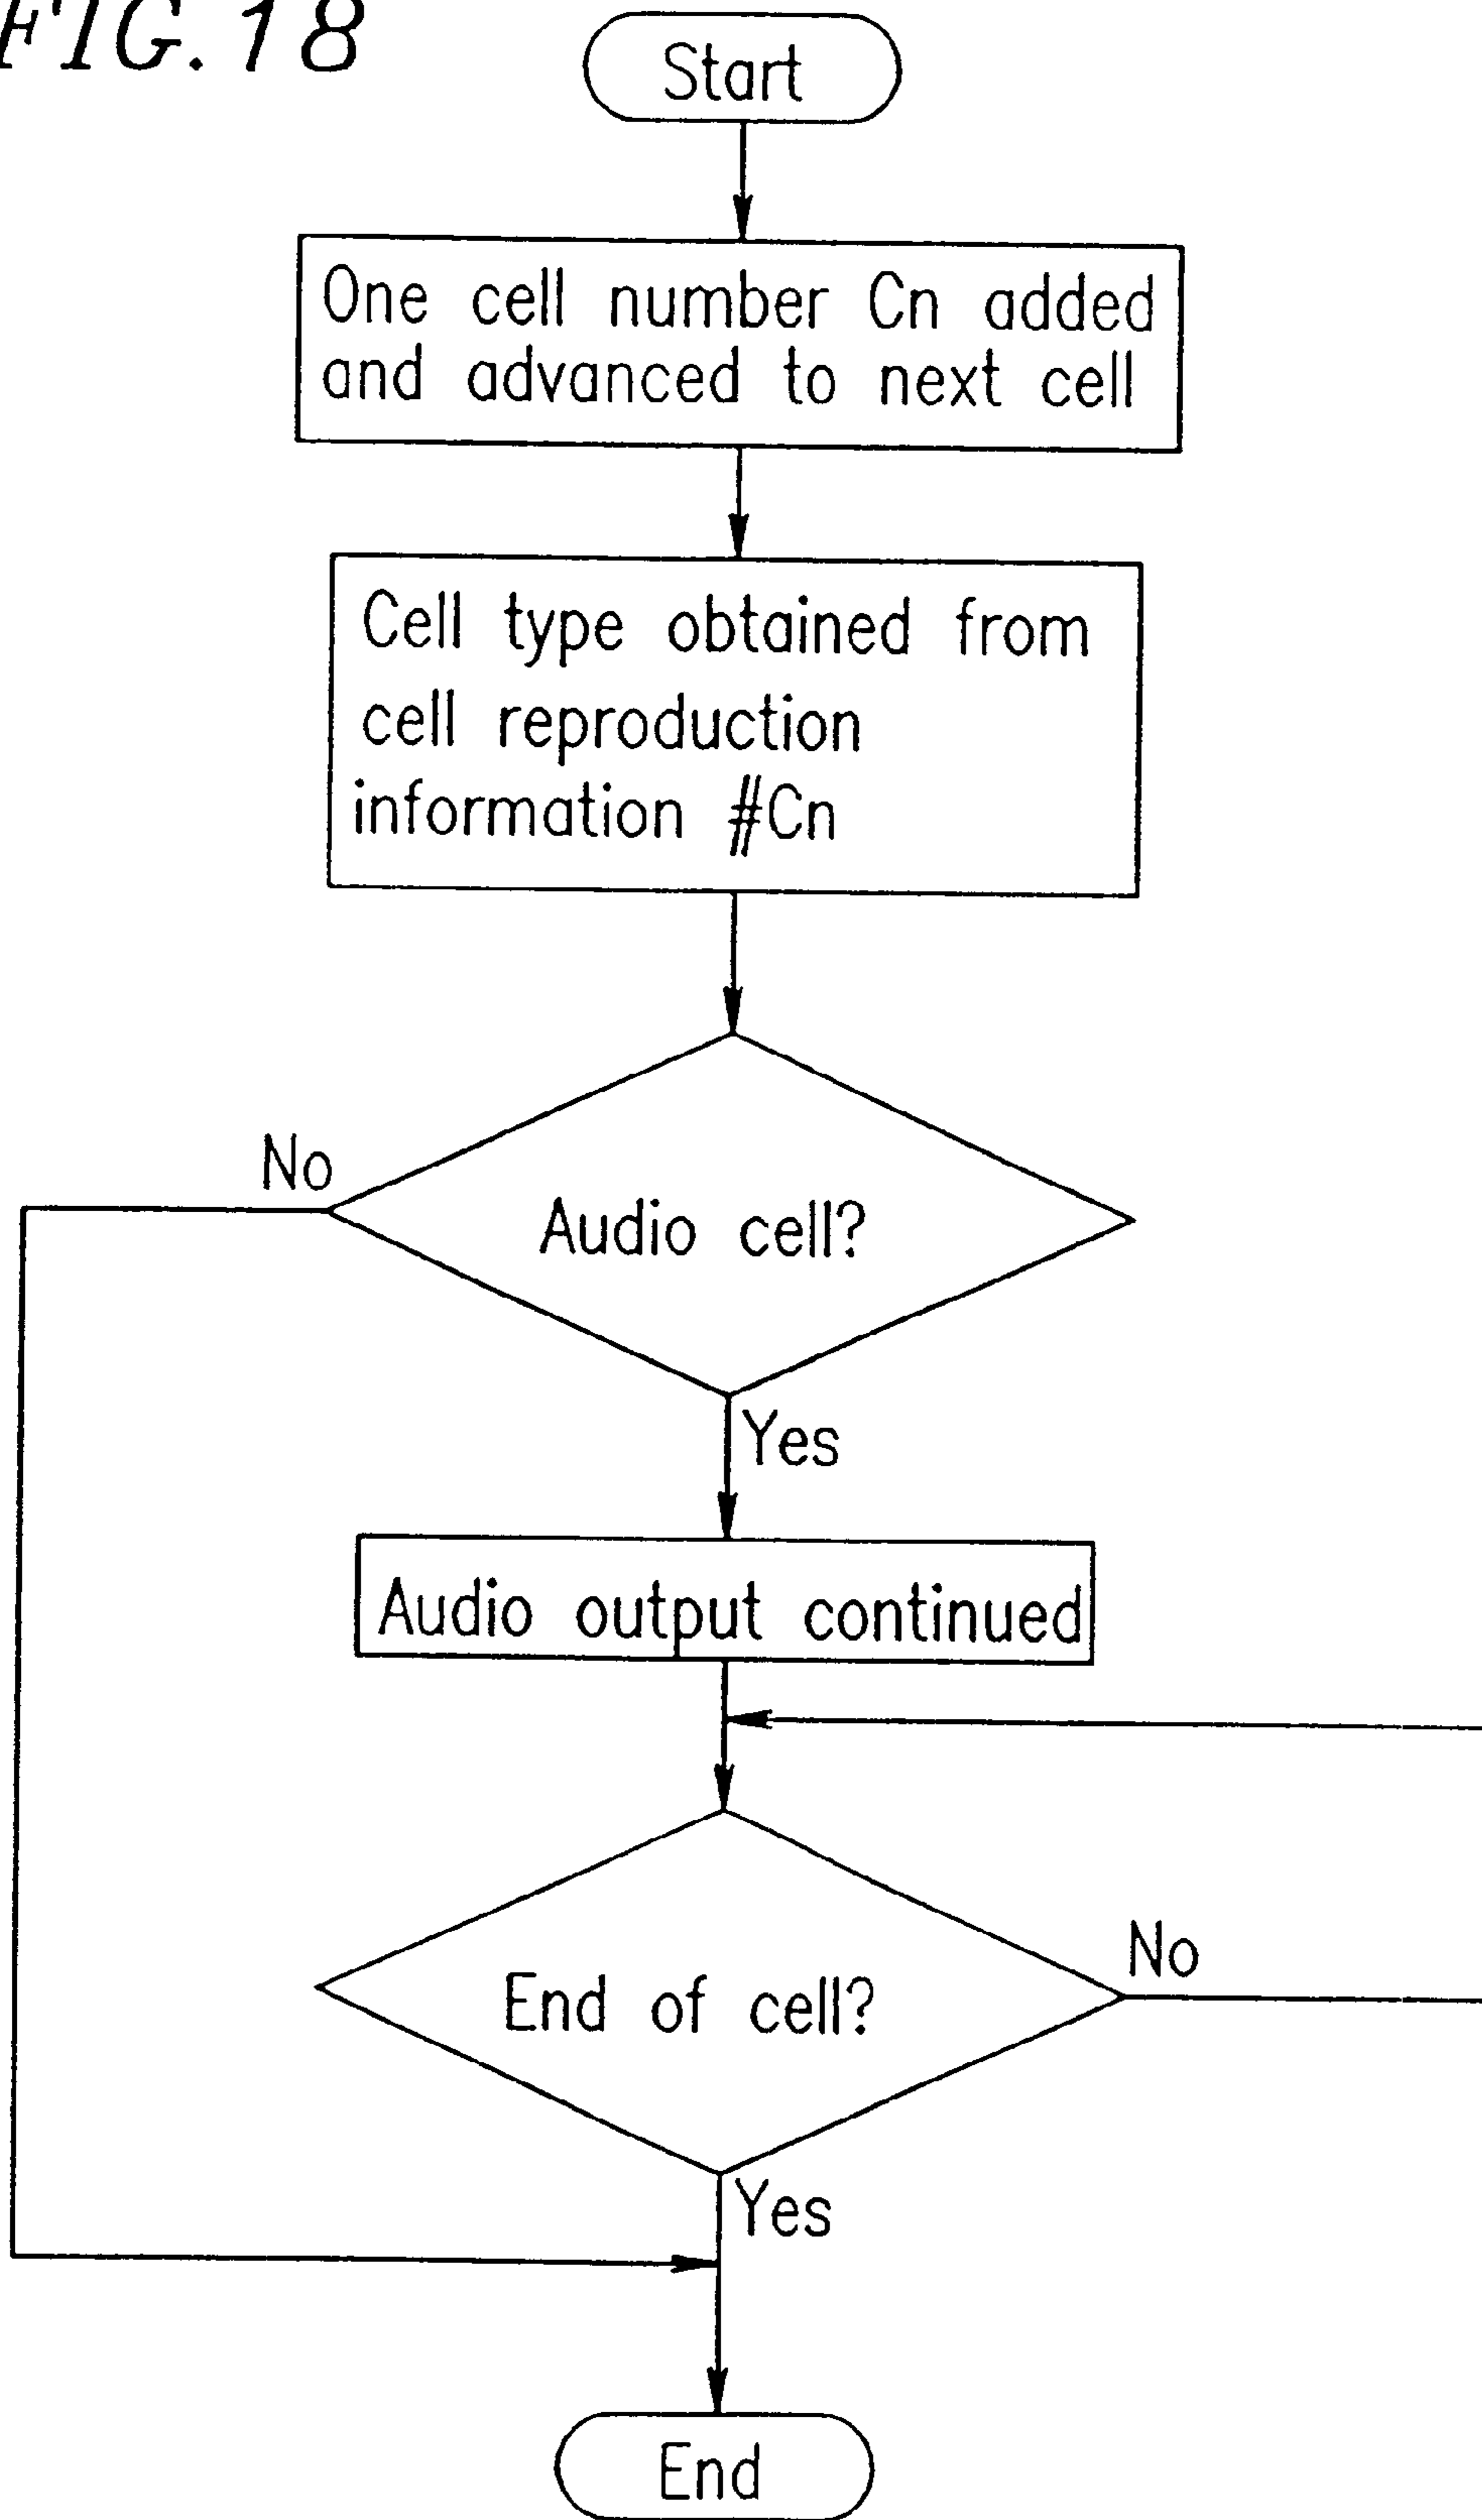 FIG. 18
Start
One cell number Cn added
and advanced to next cell
Cell type obtained from
cell reproduction
information #Cn
No
Audio cell?
Yes
Audio output continued
No
End of cell?
Yes
End